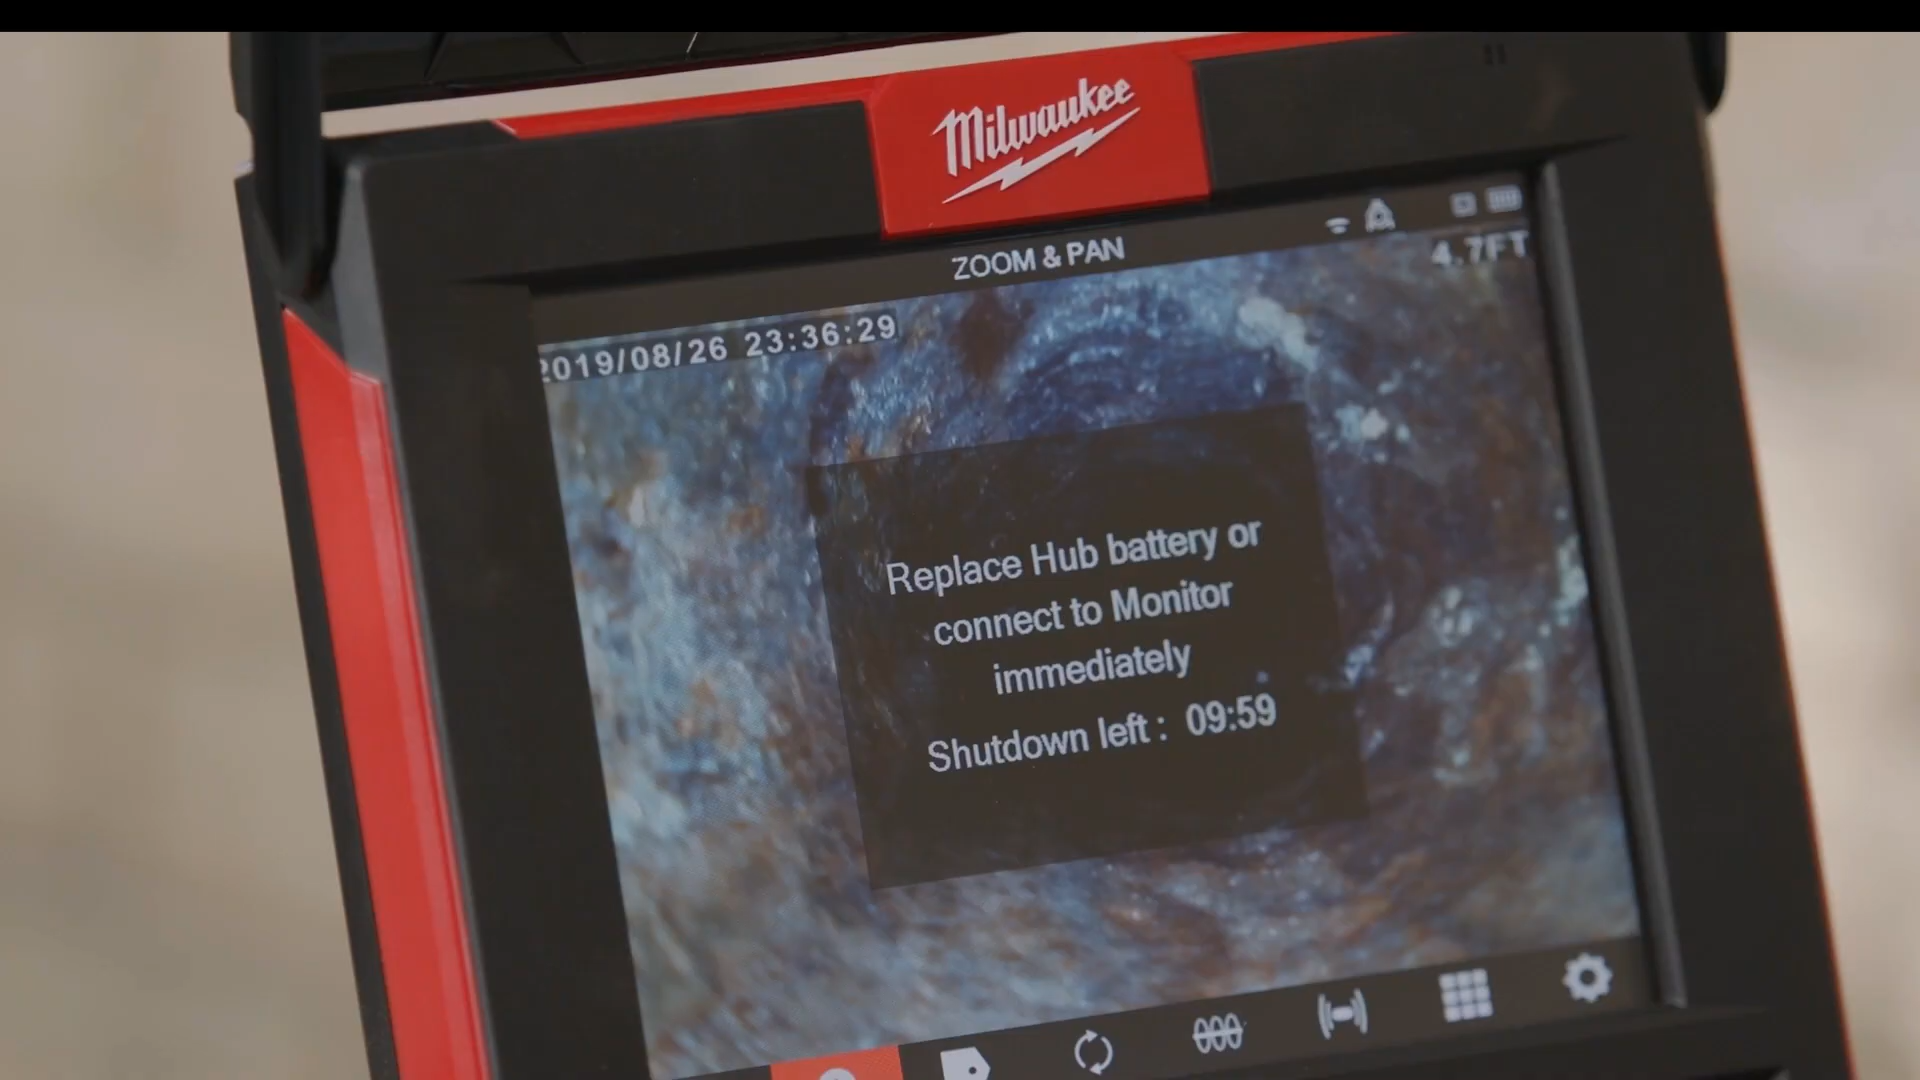 Milwaukee
ZOOM & PAN
4.7FT
2019/08/26 23:36:29
Replace Hub battery or
connect to Monitor
immediately
Shutdown left : 09:59